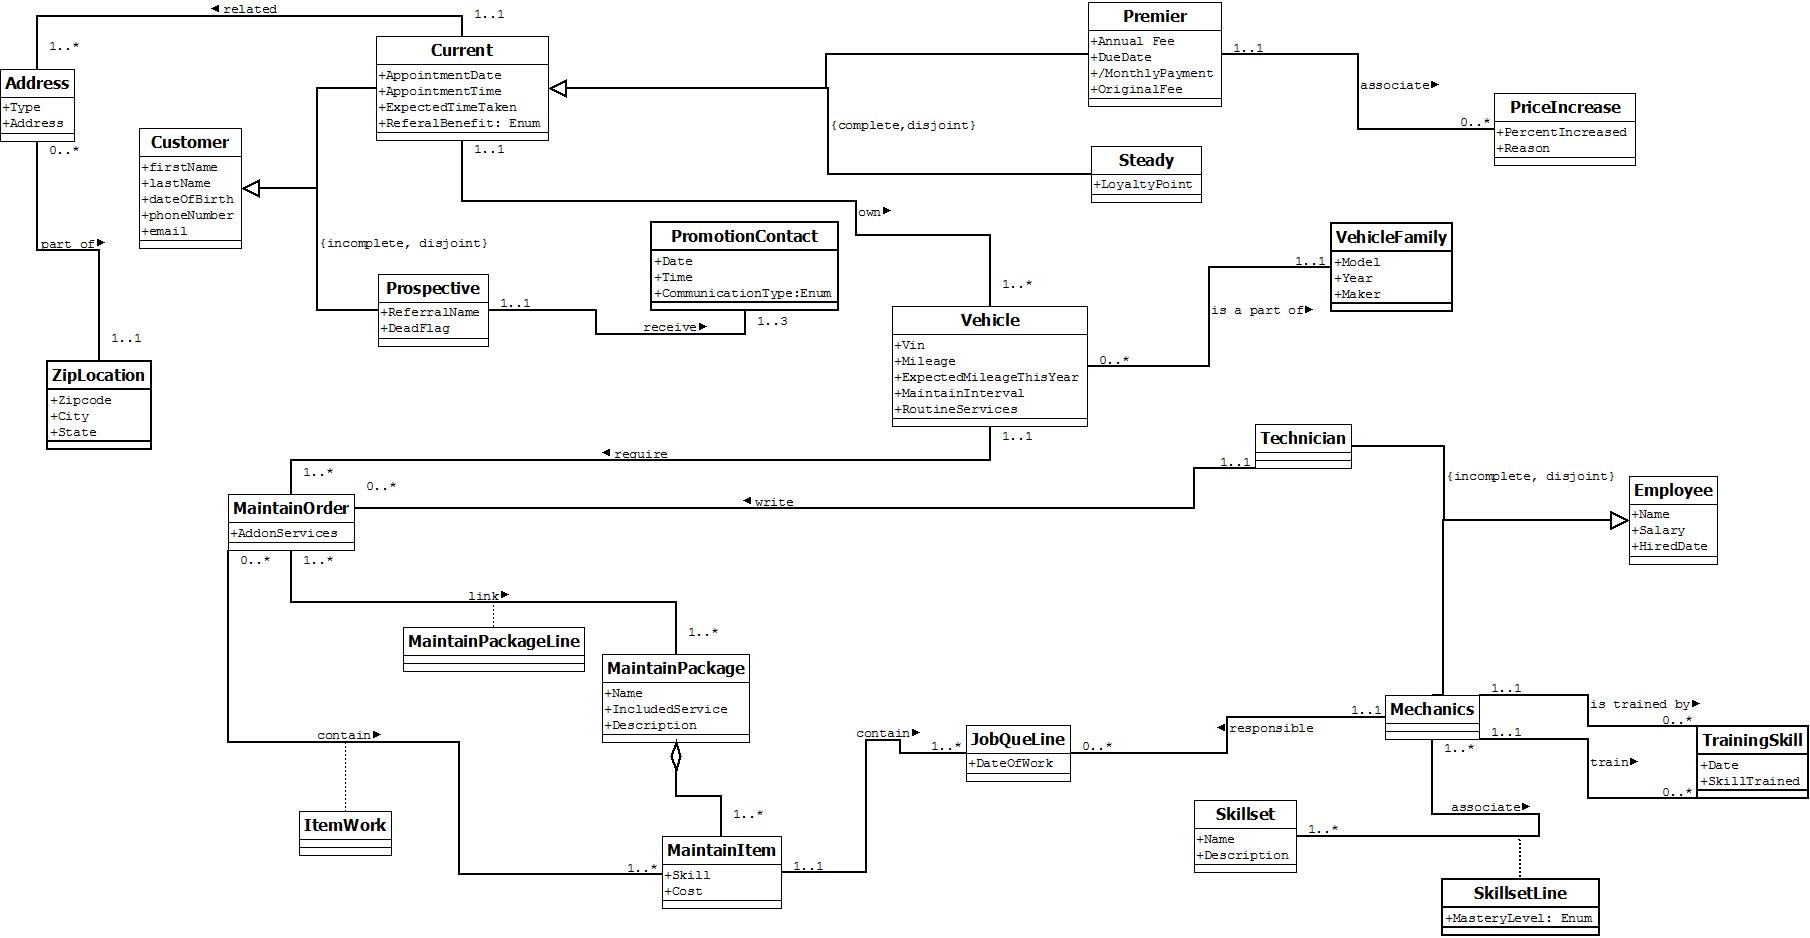 ◄ related
1..1
1..*
Current
+AppointmentDate
+AppointmentTime
+ExpectedTimeTaken
+ReferalBenefit: Enum
1..1
Premier
+Annual Fee
+DueDate
+/MonthlyPayment
+OriginalFee
1..1
associate►
0..*
PriceIncrease
+PercentIncreased
+Reason
Address
+Type
+Address
0..*
Customer
+firstName
+lastName
+dateOfBirth
+phoneNumber
+email
{complete,disjoint}
Steady
+LoyaltyPoint
own►
part of►
{incomplete, disjoint}
PromotionContact
+Date
+Time
+CommunicationType:Enum
1..3
VehicleFamily
+Model
+Year
+Maker
1..1
is a part of►
0..*
Prospective
+ReferralName
+DeadFlag
1..1
receive►
1..*
Vehicle
+Vin
+Mileage
+ExpectedMileageThisYear
+MaintainInterval
+RoutineServices
1..1
1..1
ZipLocation
+Zipcode
+City
+State
◄ require
1..*
0..*
Technician
1..1
◄ write
{incomplete, disjoint}
Employee
+Name
+Salary
+HiredDate
MaintainOrder
+AddonServices
0..*
1..*
link►
MaintainPackageLine
1..*
MaintainPackage
+Name
+IncludedService
+Description
contain►
ItemWork
1..*
1..*
MaintainItem
+Skill
+Cost
1..1
contain►
1..*
JobQueLine
+DateOfWork
0..*
◄ responsible
1..1
Mechanics
1..1
is trained by►
0..*
1..1
train►
0..*
TrainingSkill
+Date
+SkillTrained
1..*
associate►
1..*
Skillset
+Name
+Description
SkillsetLine
+MasteryLevel: Enum